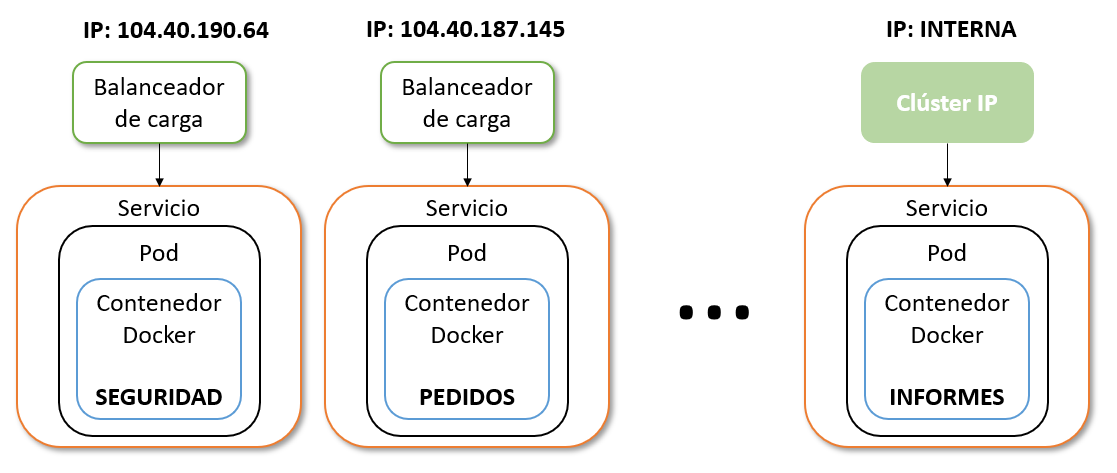 IP: 104.40.190.64
IP: 104.40.187.145
IP: INTERNA
Balanceador
de carga
Balanceador
de carga
Clúster IP
Servicio
Pod
Contenedor
Docker
SEGURIDAD
Servicio
Pod
Contenedor
Docker
PEDIDOS
...
Servicio
Pod
Contenedor
Docker
INFORMES